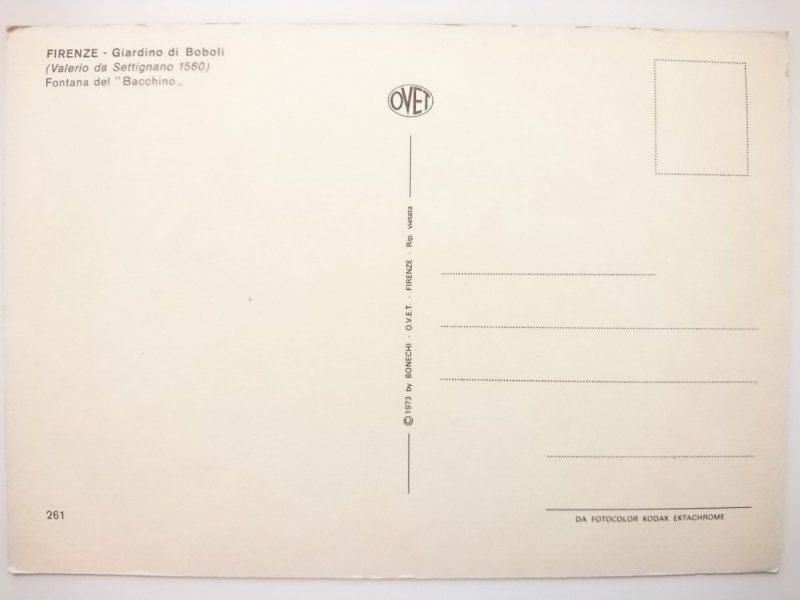 FIRENZE - Giardino di Boboli
(Valerio da Settignano 1560)
Fontana del "Bacchino„
OVET
© 1973 by BONECHI - O.V.E.T. - FIRENZE - Rip. vietata
261
DA FOTOCOLOR KODAK EKTACHROME